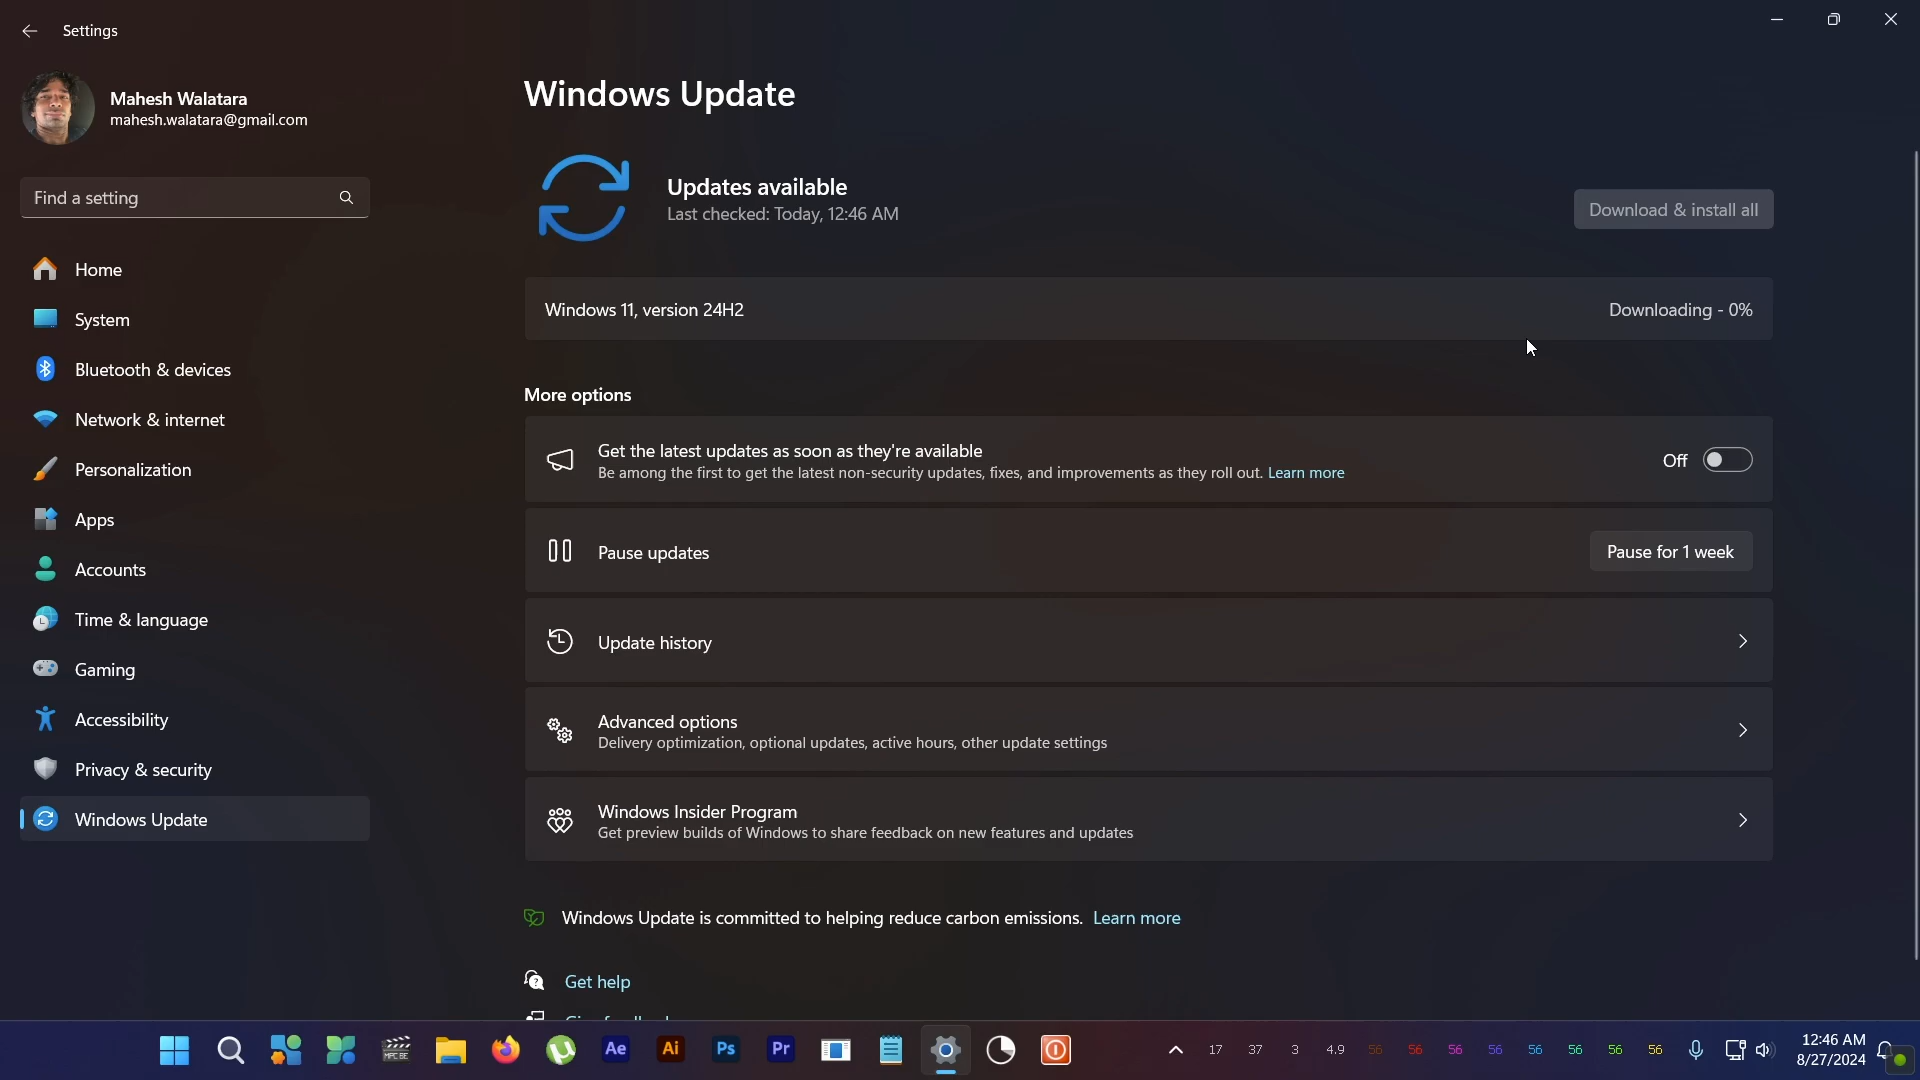 Settings
Mahesh Walatara
mahesh.walatara@gmail.com
Find a setting
Home
System
Bluetooth & devices
Network & internet
Personalization
Apps
Accounts
Time & language
Gaming
Accessibility
Privacy & security
Windows Update
Windows Update
Updates available
Last checked: Today, 12:46 AM
Download & install all
Windows 11, version 24H2
Downloading - 0%
More options
Get the latest updates as soon as they're available
Be among the first to get the latest non-security updates, fixes, and improvements as they roll out. Learn more
Off
Pause updates
Pause for 1 week
Update history
Advanced options
Delivery optimization, optional updates, active hours, other update settings
Windows Insider Program
Get preview builds of Windows to share feedback on new features and updates
Windows Update is committed to helping reduce carbon emissions. Learn more
Get help
MPC BE
Ae
Ai
Ps
Pr
17 37 3 4.9 56 56 56 56 56 56 56 56
12:46 AM
8/27/2024